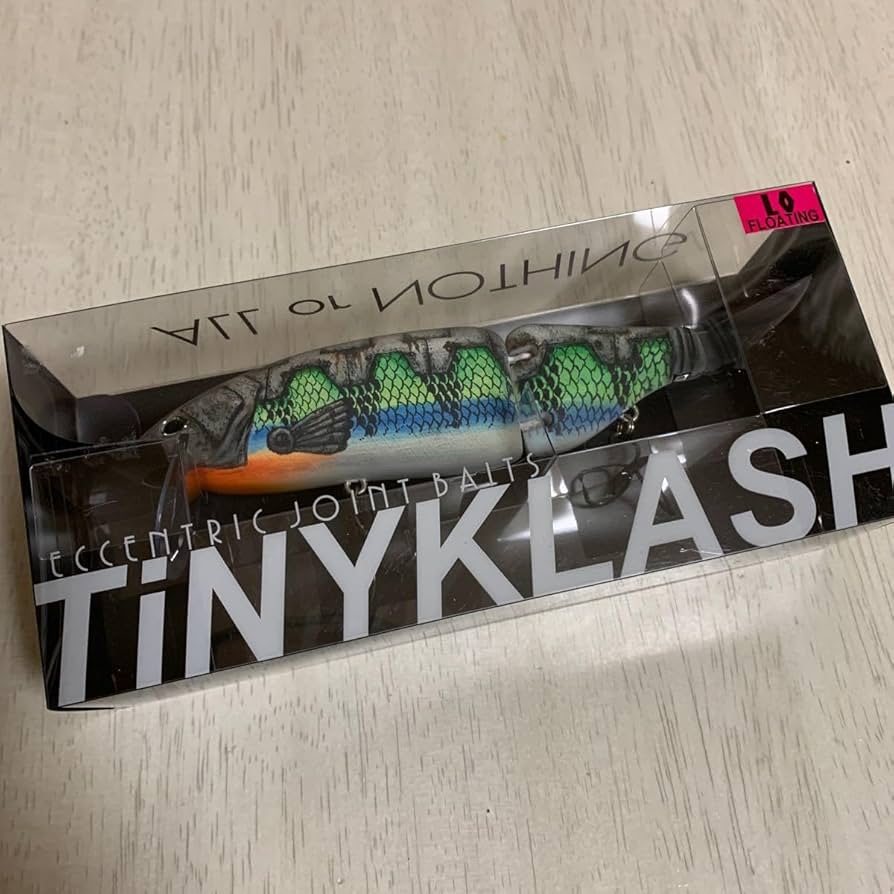 LO
FLOATING
ALL or NOTHING
ECCENTRIC JOINT BAITS
TiNYKLASH